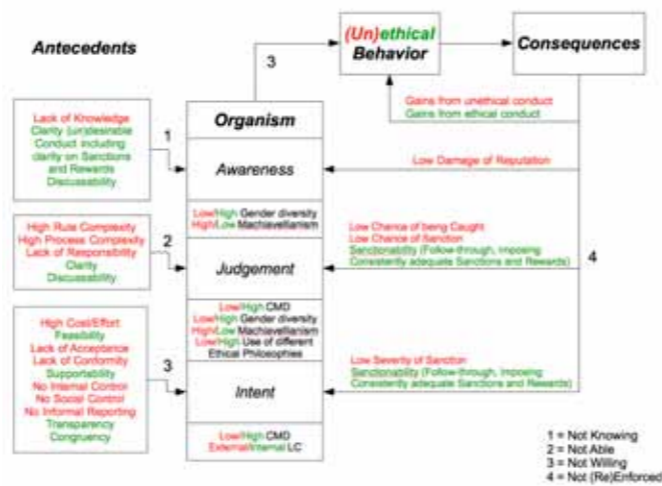 Antecedents
(Un)ethical
Behavior
Consequences
3
Gains from unethical conduct
Gains from ethical conduct
Lack of Knowledge
Clarity (un)desirable
Conduct including
clarity on Sanctions
and Rewards
Discussability
1
Organism
Awareness
Low Damage of Reputation
Low/High Gender diversity
High/Low Machiavellianism
High Rule Complexity
High Process Complexity
Lack of Responsibility
Clarity
Discussability
2
Judgement
Low Chance of being Caught
Low Chance of Sanction
Sanctionability (Follow-through, Imposing
Consistently adequate Sanctions and Rewards)
4
Low/High CMD
Low/High Gender diversity
High/Low Machiavellianism
Low/High Use of different
Ethical Philosophies
High Cost/Effort
Feasibility
Lack of Acceptance
Lack of Conformity
Supportability
No Internal Control
No Social Control
No Informal Reporting
Transparency
Congruency
3
Intent
Low Severity of Sanction
Sanctionability (Follow-through, Imposing
Consistently adequate Sanctions and Rewards)
Low/High CMD
External/Internal LC
1 = Not Knowing
2 = Not Able
3 = Not Willing
4 = Not (Re)Enforced